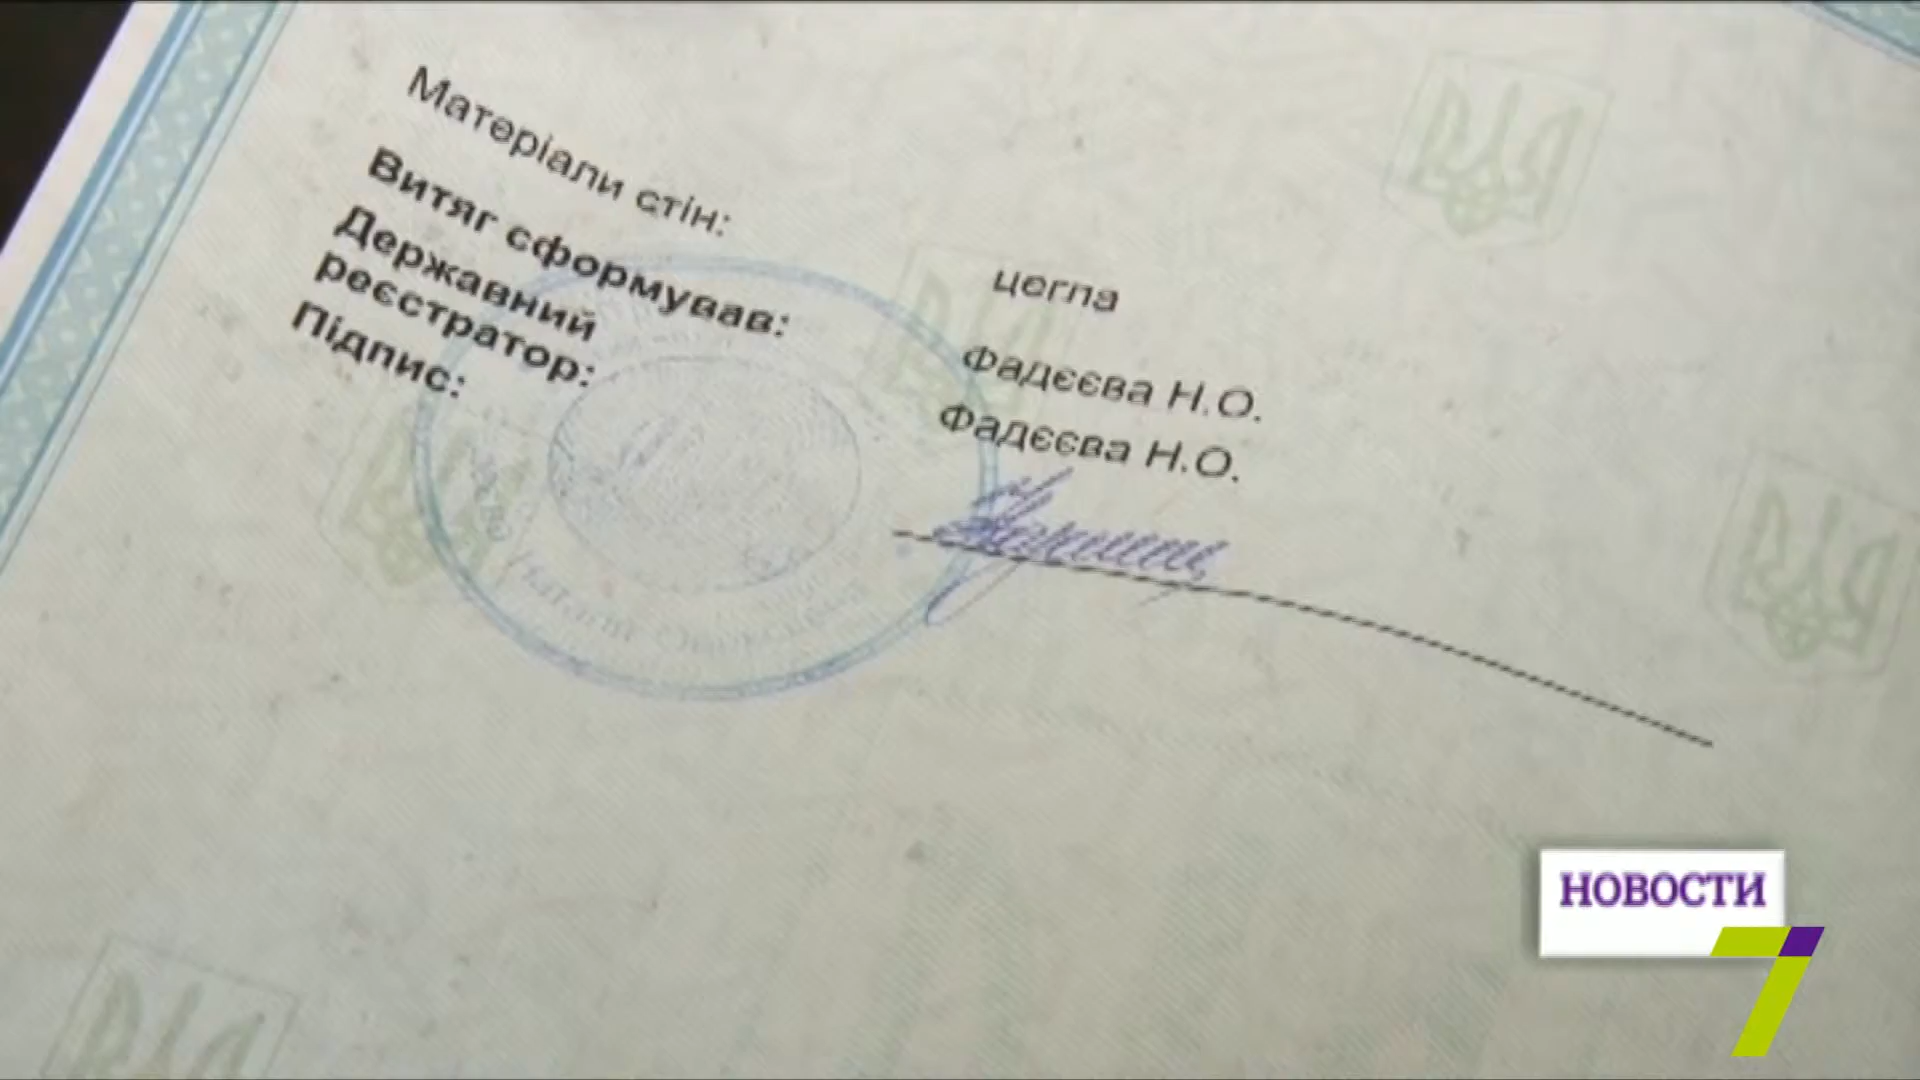 Матеріали стін:
цегла
Витяг сформував:
Фадєєва Н.О.
Державний
реєстратор:
Фадєєва Н.О.
Підпис:
НОВОСТИ
7